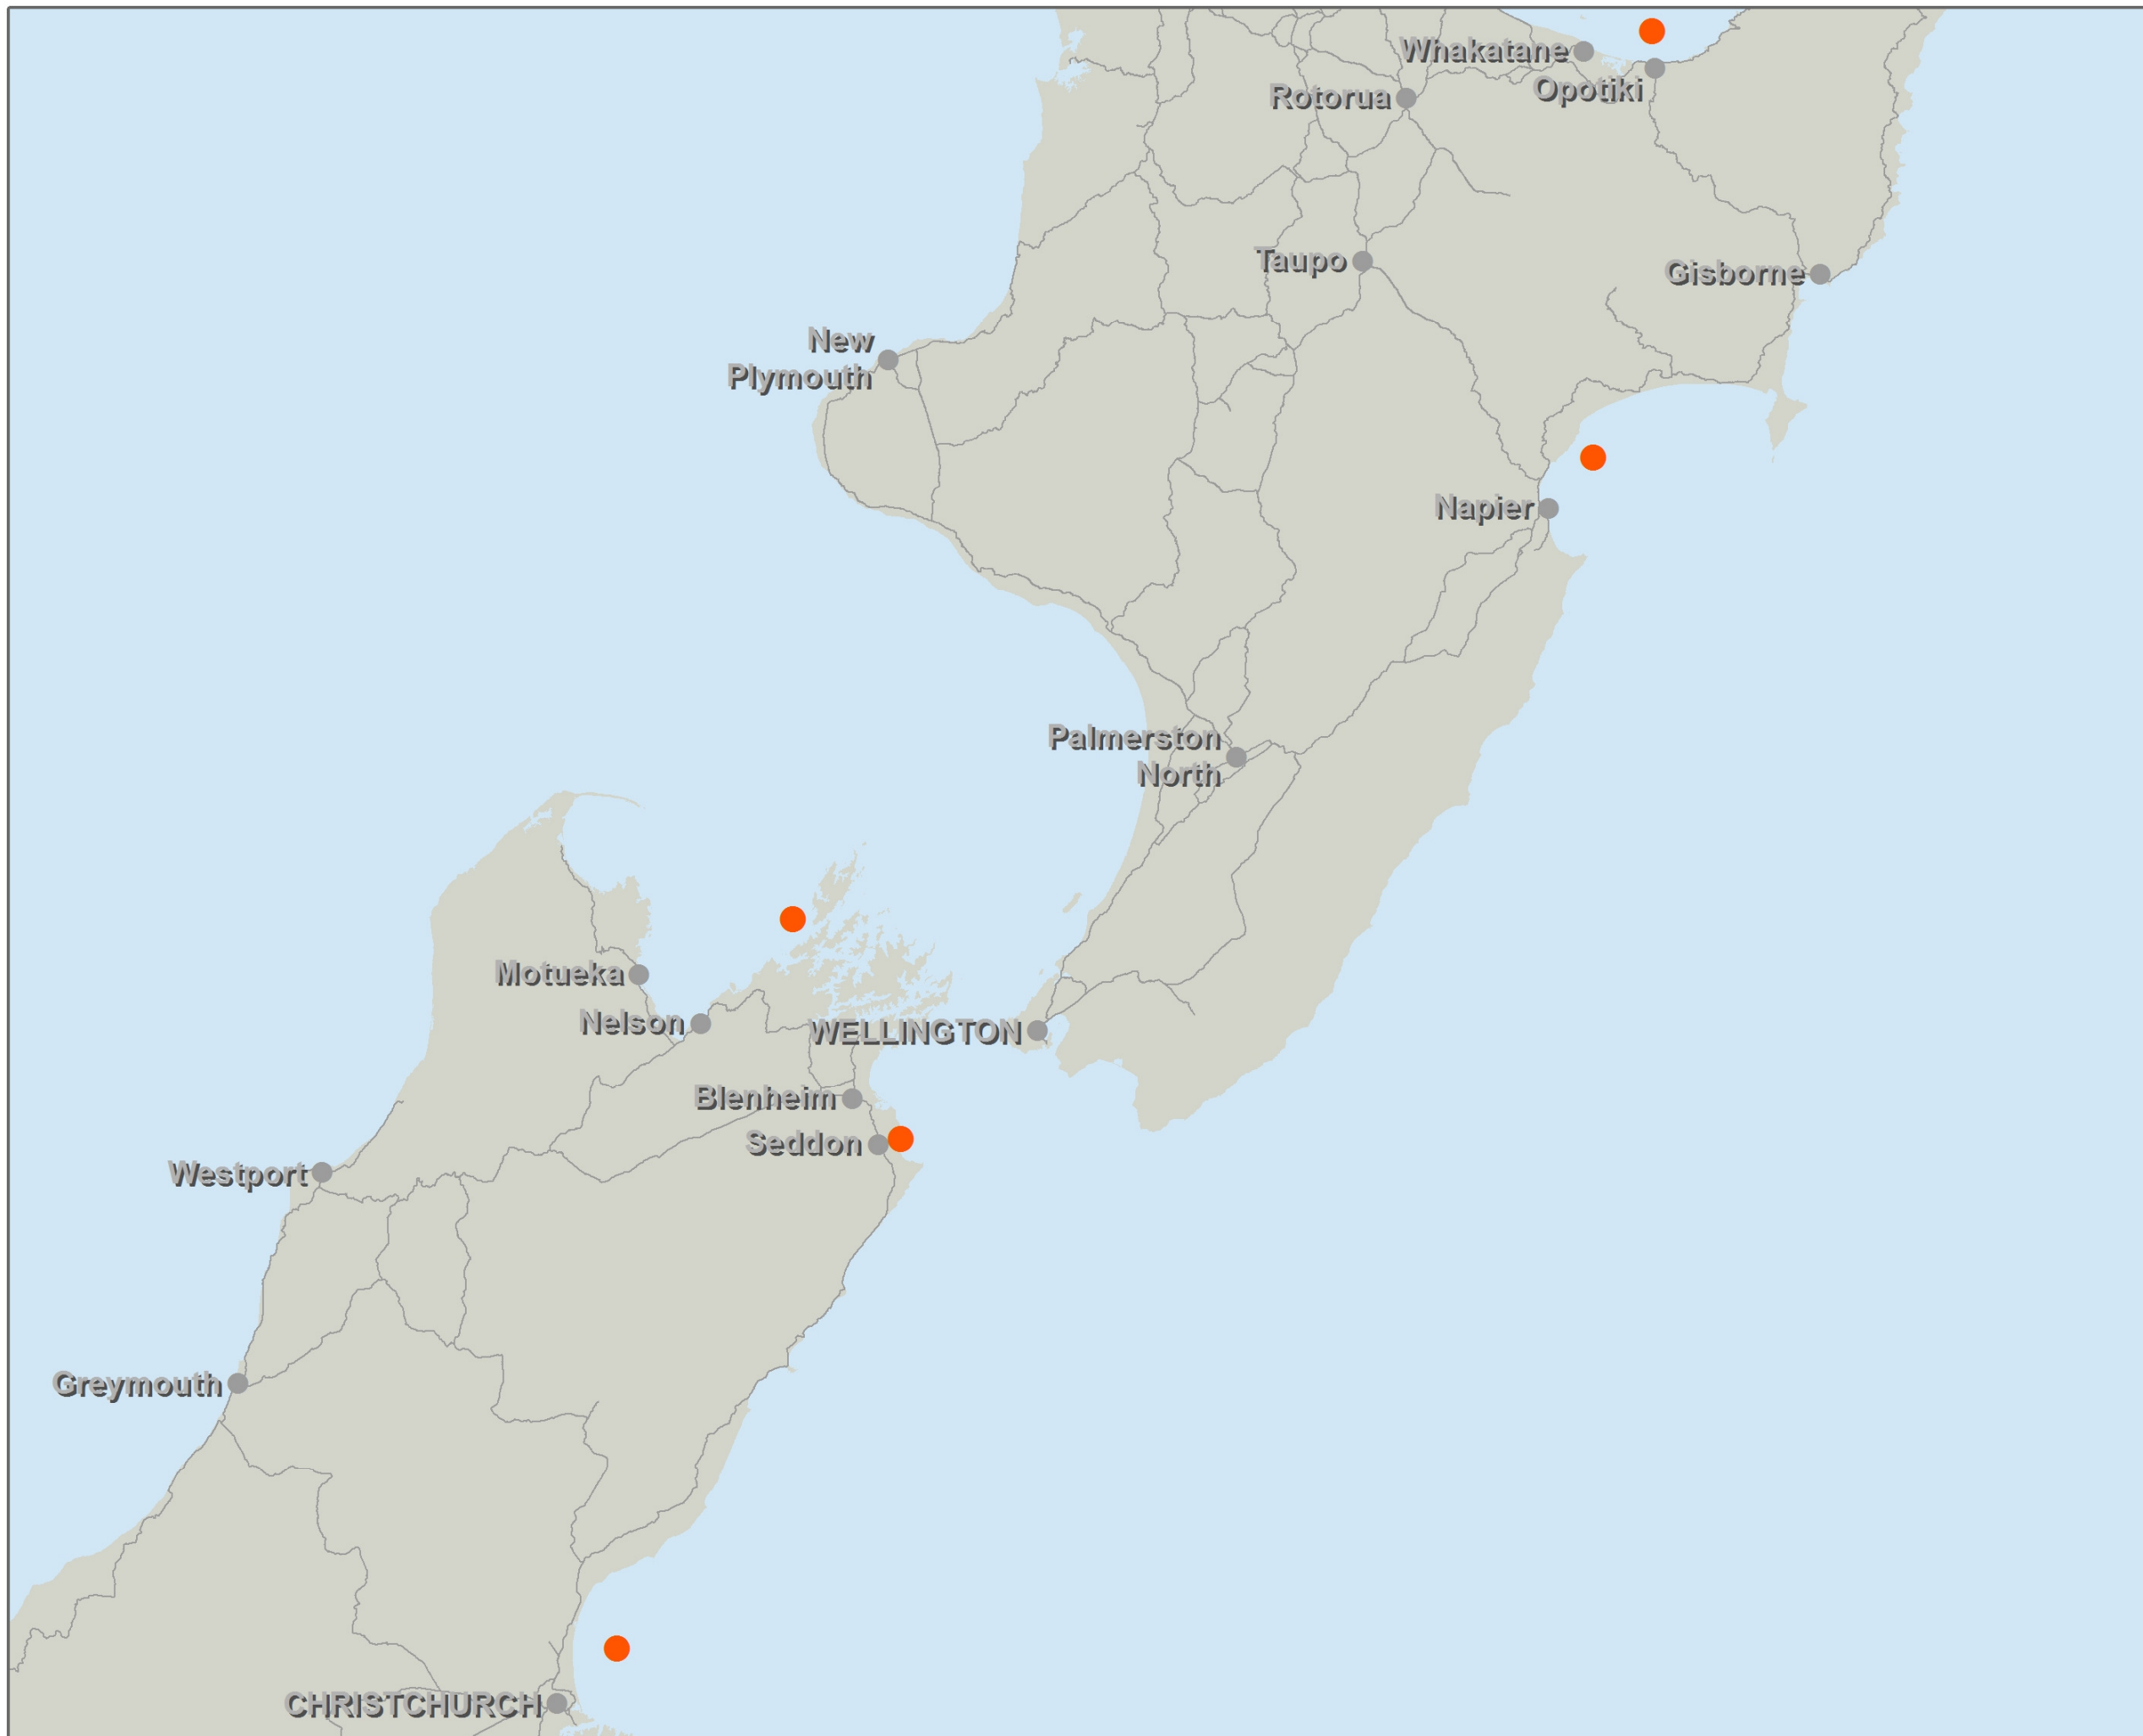 Whakatane
Opotiki
Rotorua
Taupo
Gisborne
New
Plymouth
Napier
Palmerston
North
Motueka
Nelson
WELLINGTON
Blenheim
Seddon
Westport
Greymouth
CHRISTCHURCH